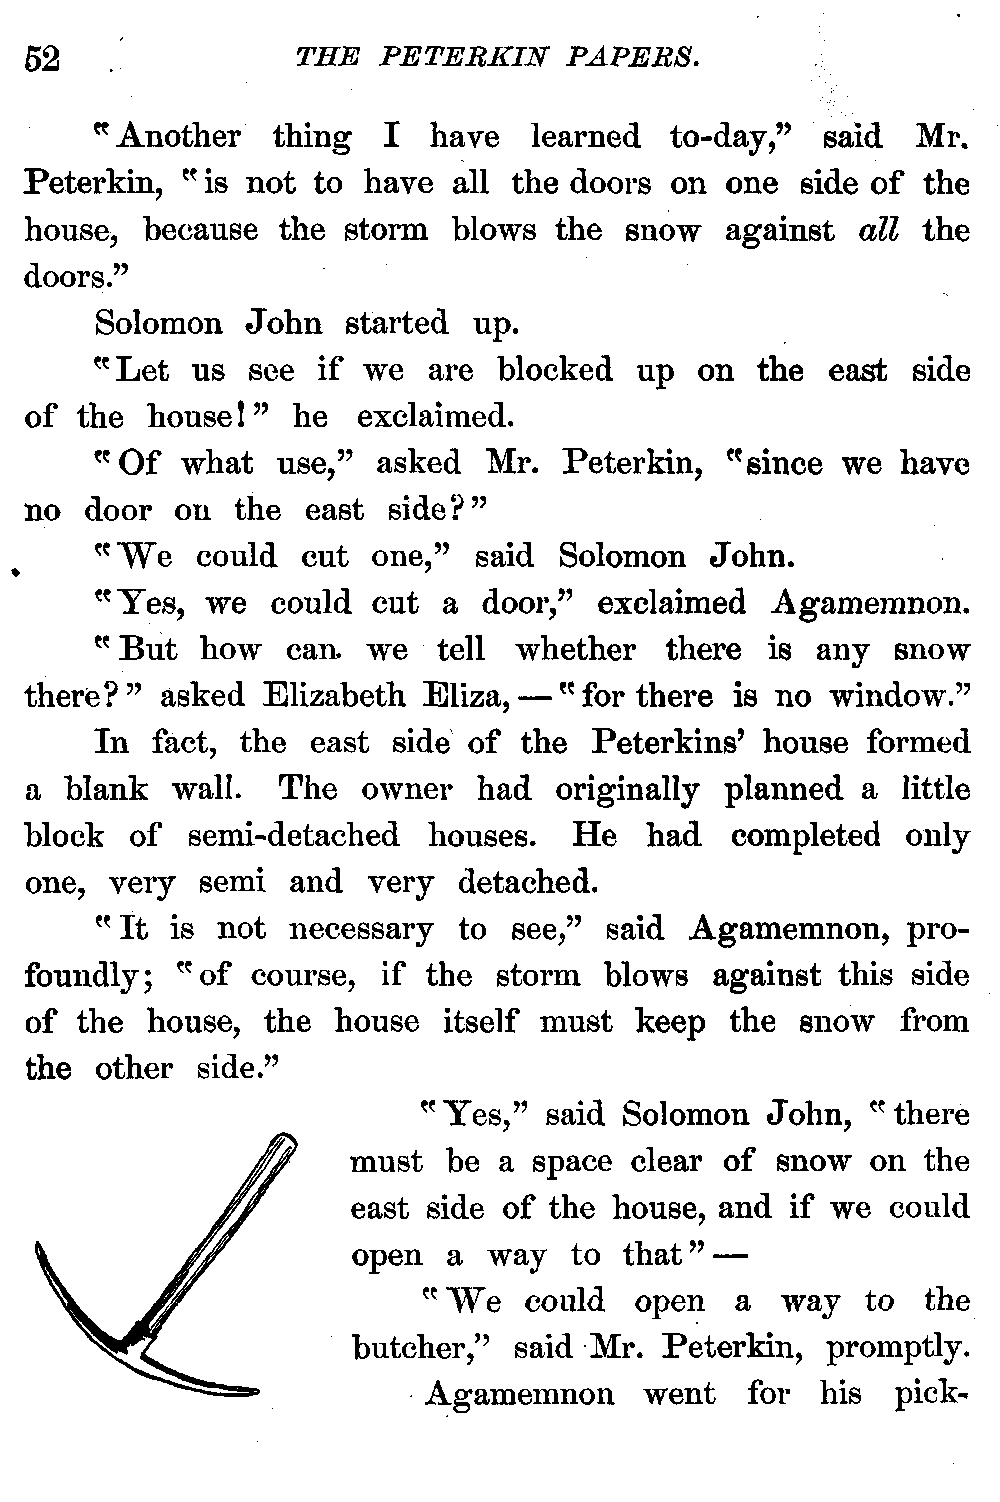 52 THE PETERKIN PAPERS.
"Another thing I have learned to-day," said Mr.
Peterkin, "is not to have all the doors on one side of the
house, because the storm blows the snow against all the
doors."
Solomon John started up.
"Let us see if we are blocked up on the east side
of the house!" he exclaimed.
"Of what use," asked Mr. Peterkin, "since we have
no door on the east side?"
"We could cut one," said Solomon John.
"Yes, we could cut a door," exclaimed Agamemnon.
"But how can we tell whether there is any snow
there?" asked Elizabeth Eliza, — "for there is no window."
In fact, the east side of the Peterkins' house formed
a blank wall. The owner had originally planned a little
block of semi-detached houses. He had completed only
one, very semi and very detached.
"It is not necessary to see," said Agamemnon, pro-
foundly; "of course, if the storm blows against this side
of the house, the house itself must keep the snow from
the other side."
"Yes," said Solomon John, "there
must be a space clear of snow on the
east side of the house, and if we could
open a way to that" —
"We could open a way to the
butcher," said Mr. Peterkin, promptly.
Agamemnon went for his pick-